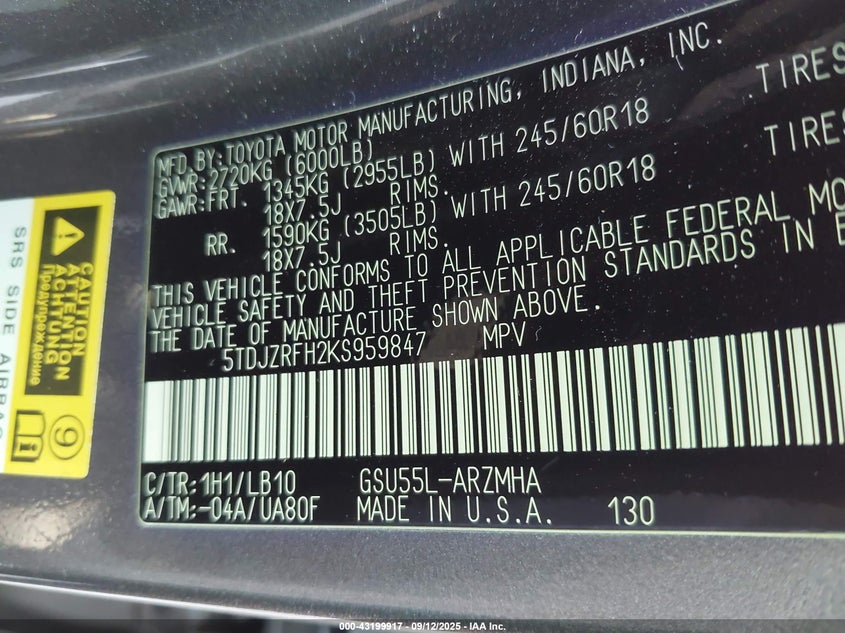 MFD.BY:TOYOTA MOTOR MANUFACTURING, INDIANA, INC.
GVWR:2720KG (6000LB)
GAWR:FRT. 1345KG (2955LB) WITH 245/60R18 TIRES
18X7.5J RIMS.
RR. 1590KG (3505LB) WITH 245/60R18 TIRES
18X7.5J RIMS.
THIS VEHICLE CONFORMS TO ALL APPLICABLE FEDERAL MO
VEHICLE SAFETY AND THEFT PREVENTION STANDARDS IN E
THE DATE OF MANUFACTURE SHOWN ABOVE.
5TDJZRFH2KS959847 MPV
C/TR:1H1/LB10 GSU55L-ARZMHA
A/TM:-04A/UA80F MADE IN U.S.A. 130
CAUTION
ATTENTION
ACHTUNG
Предупреждение
9
SRS SIDE AIRBAG
000-43199917 - 09/12/2025 - IAA Inc.